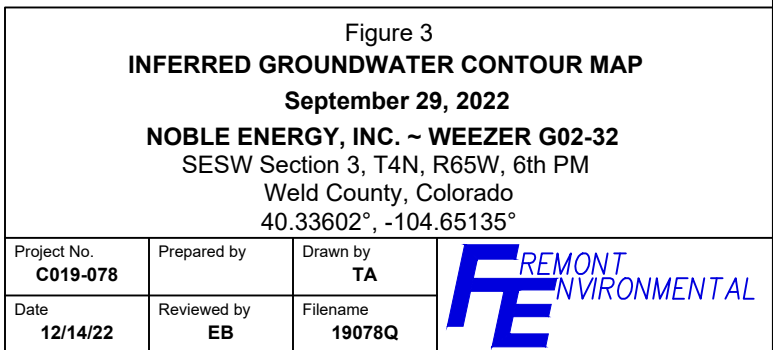 Figure 3
INFERRED GROUNDWATER CONTOUR MAP
September 29, 2022
NOBLE ENERGY, INC. ~ WEEZER G02-32
SESW Section 3, T4N, R65W, 6th PM
Weld County, Colorado
40.33602°, -104.65135°
Project No.
C019-078
Prepared by
Drawn by
TA
Date
12/14/22
Reviewed by
EB
Filename
19078Q
FREMONT
ENVIRONMENTAL